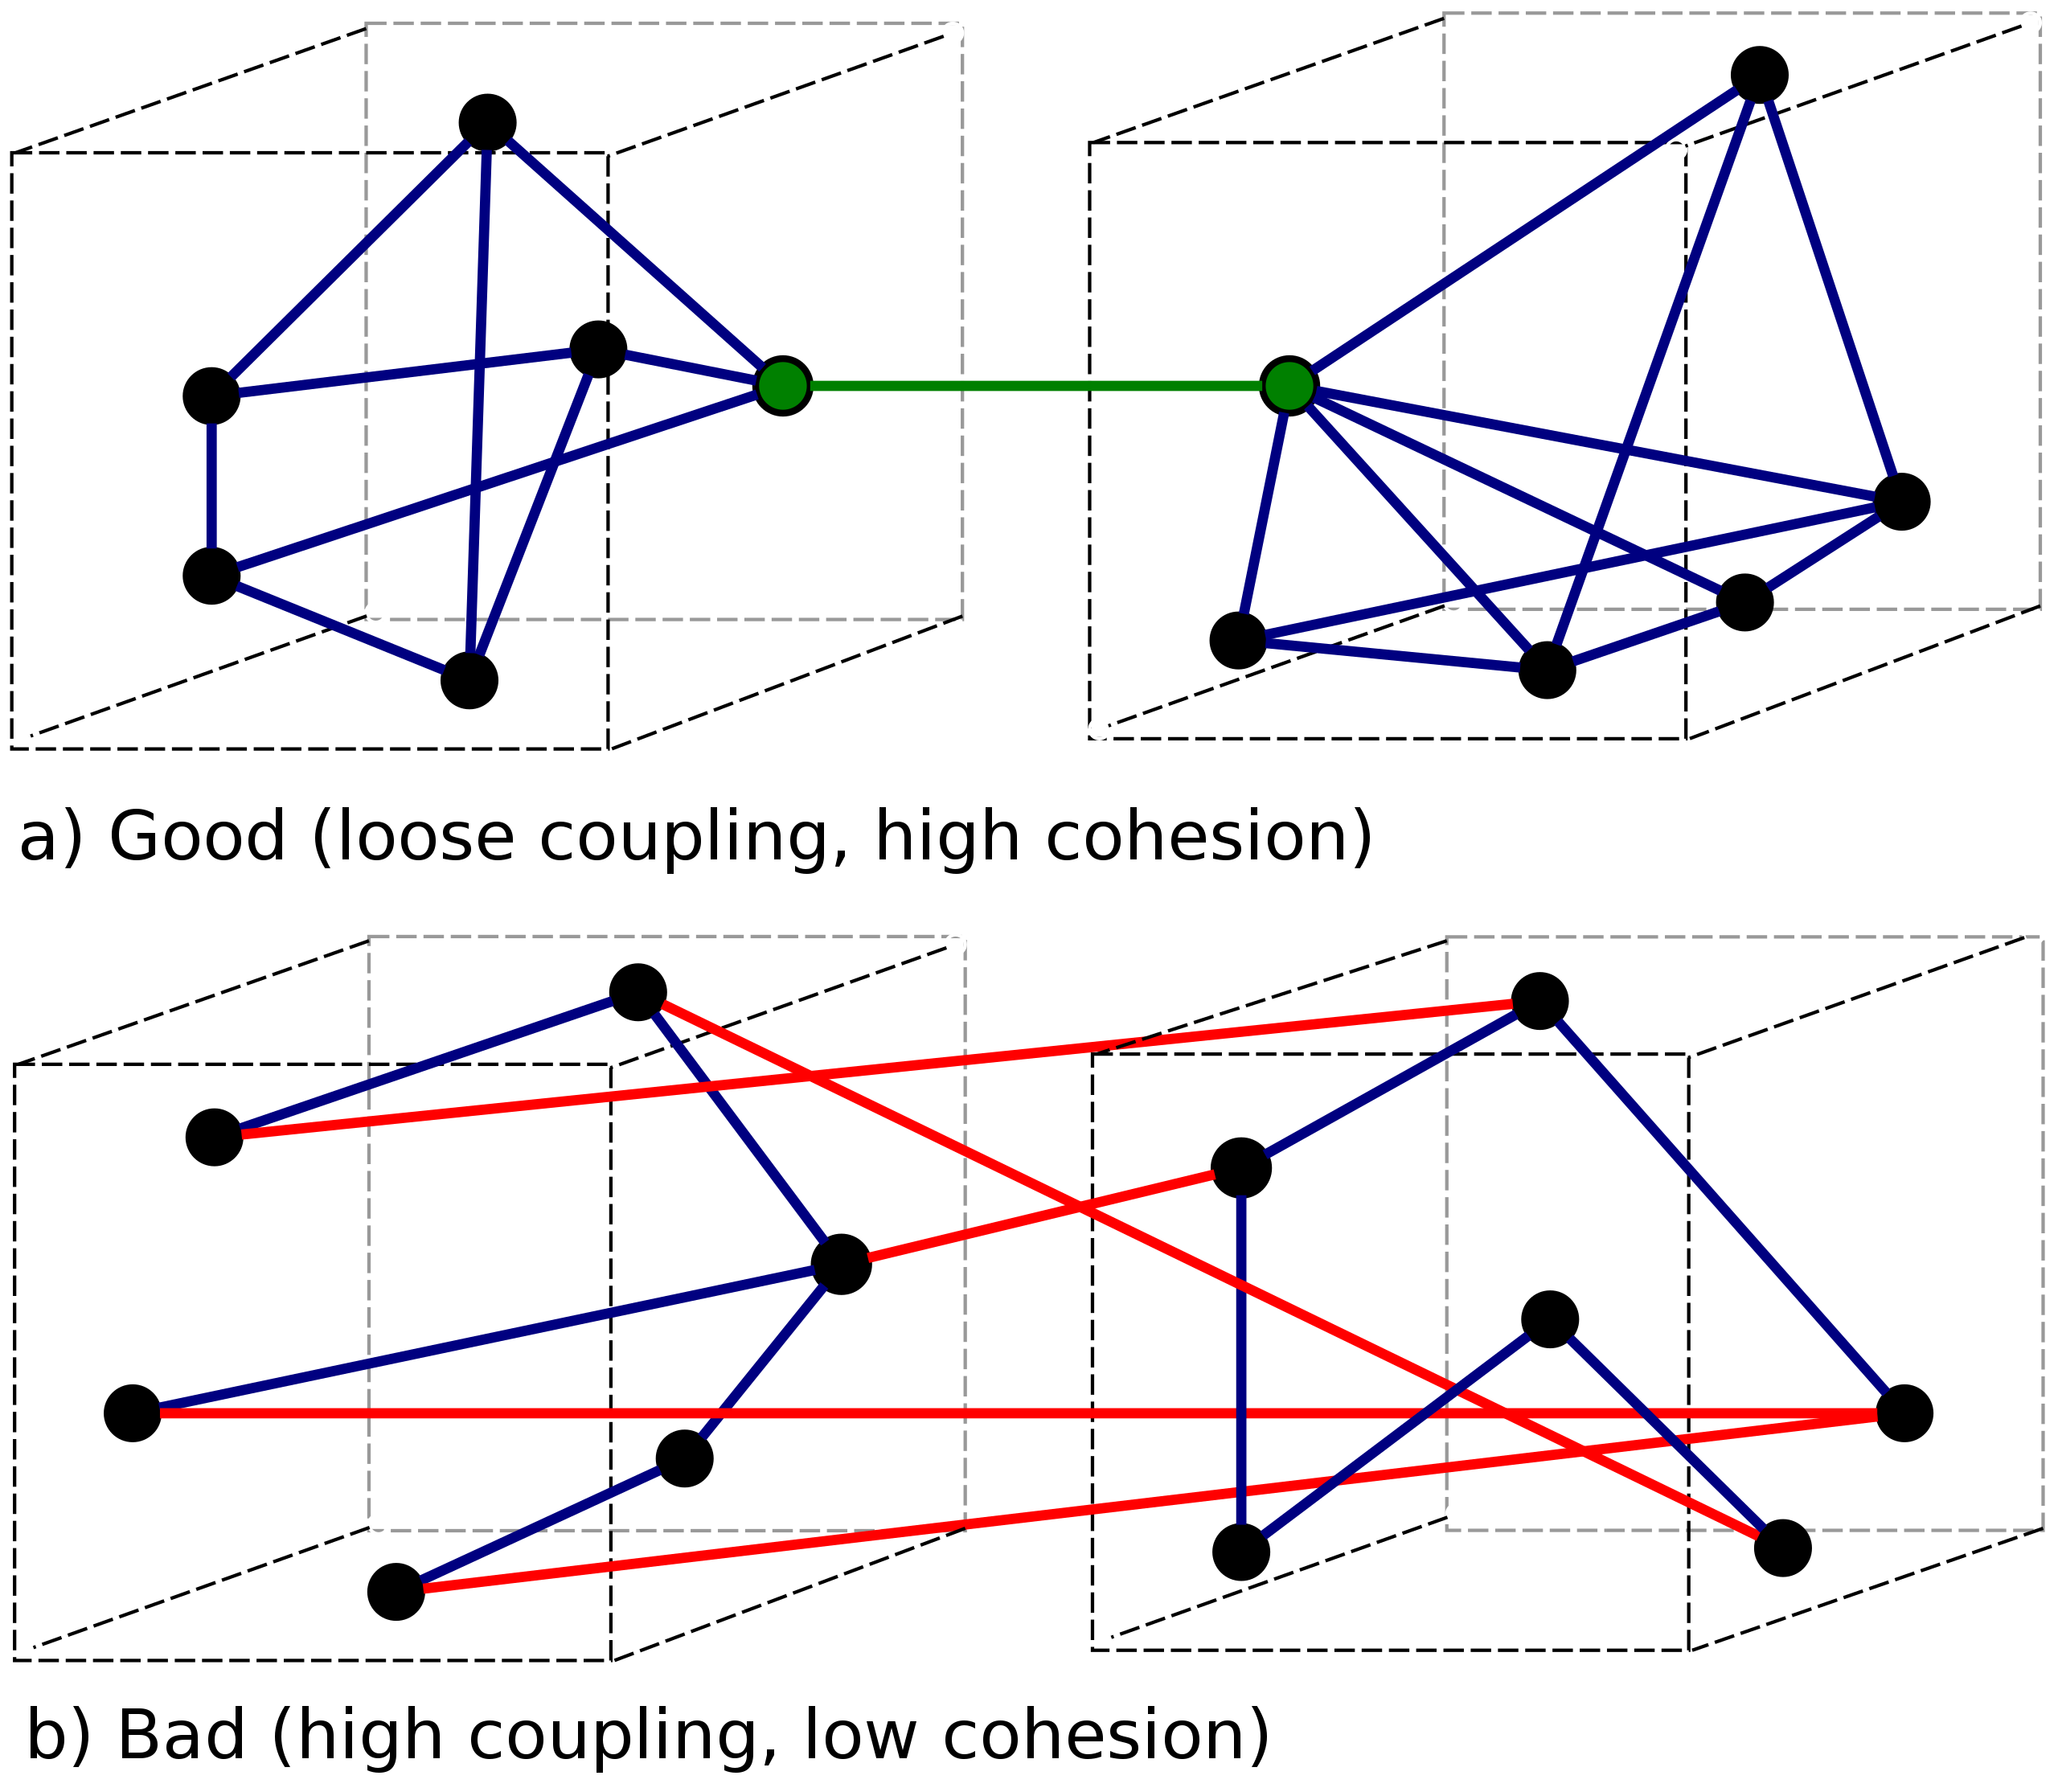 a) Good (loose coupling, high cohesion)
b) Bad (high coupling, low cohesion)